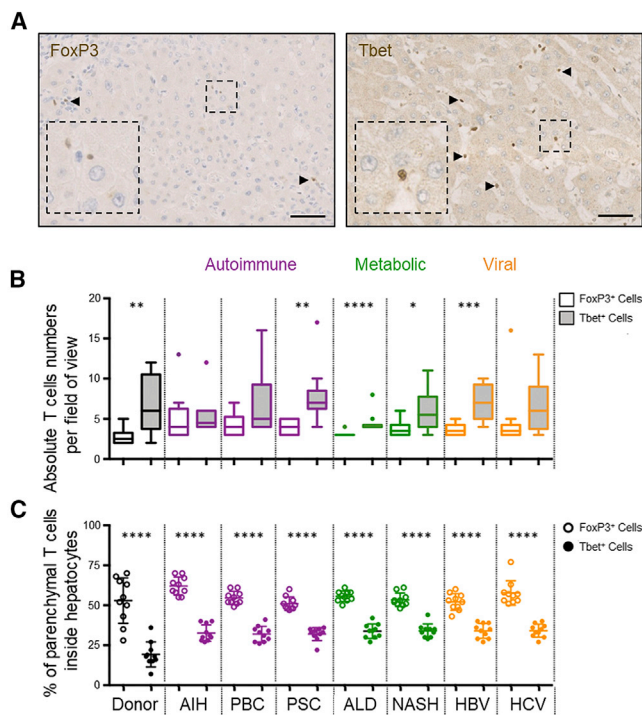 A
FoxP3 Tbet
Autoimmune Metabolic Viral
B
Absolute T cells numbers
per field of view
20
15
10
5
0
** ** **** * ***
FoxP3+ Cells
Tbet+ Cells
C
% of parenchymal T cells
inside hepatocytes
100
75
50
25
0
**** **** **** **** **** **** **** ****
FoxP3+ Cells
Tbet+ Cells
Donor AIH PBC PSC ALD NASH HBV HCV